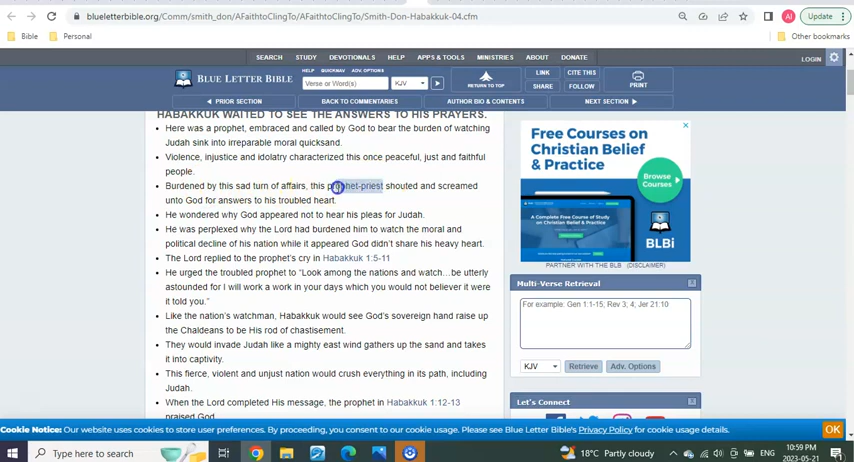 blueletterbible.org/Comm/smith_don/AFaithtoClingTo/AFaithtoClingTo/Smith-Don-Habakkuk-04.cfm
AI
Update
Bible
Personal
Other bookmarks
SEARCH STUDY DEVOTIONALS HELP APPS & TOOLS MINISTRIES ABOUT DONATE
LOGIN
BLUE LETTER BIBLE
HELP QUICKNAV ADV. OPTIONS
Verse or Word(s)
KJV
RETURN TO TOP
LINK
CITE THIS
SHARE
FOLLOW
PRINT
PRIOR SECTION
BACK TO COMMENTARIES
AUTHOR BIO & CONTENTS
NEXT SECTION
HABAKKUK WAITED TO SEE THE ANSWERS TO HIS PRAYERS.
Here was a prophet, embraced and called by God to bear the burden of watching
Judah sink into irreparable moral quicksand.
Violence, injustice and idolatry characterized this once peaceful, just and faithful
people.
Burdened by this sad turn of affairs, this prophet-priest shouted and screamed
unto God for answers to his troubled heart.
He wondered why God appeared not to hear his pleas for Judah.
He was perplexed why the Lord had burdened him to watch the moral and
political decline of his nation while it appeared God didn't share his heavy heart.
The Lord replied to the prophet's cry in Habakkuk 1:5-11
He urged the troubled prophet to “Look among the nations and watch…be utterly
astounded for I will work a work in your days which you would not believer it were
it told you.”
Like the nation's watchman, Habakkuk would see God's sovereign hand raise up
the Chaldeans to be His rod of chastisement.
They would invade Judah like a mighty east wind gathers up the sand and takes
it into captivity.
This fierce, violent and unjust nation would crush everything in its path, including
Judah.
When the Lord completed His message, the prophet in Habakkuk 1:12-13
praised God
Free Courses on
Christian Belief
& Practice
Browse
Courses
A Complete Course of Study on
BLBi
PARTNER WITH THE BLB (DISCLAIMER)
Multi-Verse Retrieval
For example: Gen 1:1-15, Rev 3; 4, Jer 21:10
KJV
Retrieve
Adv. Options
Let's Connect
Cookie Notice: Our website uses cookies to store user preferences. By proceeding, you consent to our cookie usage. Please see Blue Letter Bible's Privacy Policy for cookie usage details.
OK
Type here to search
18°C Partly cloudy
ENG
10:59 PM
2023-05-21